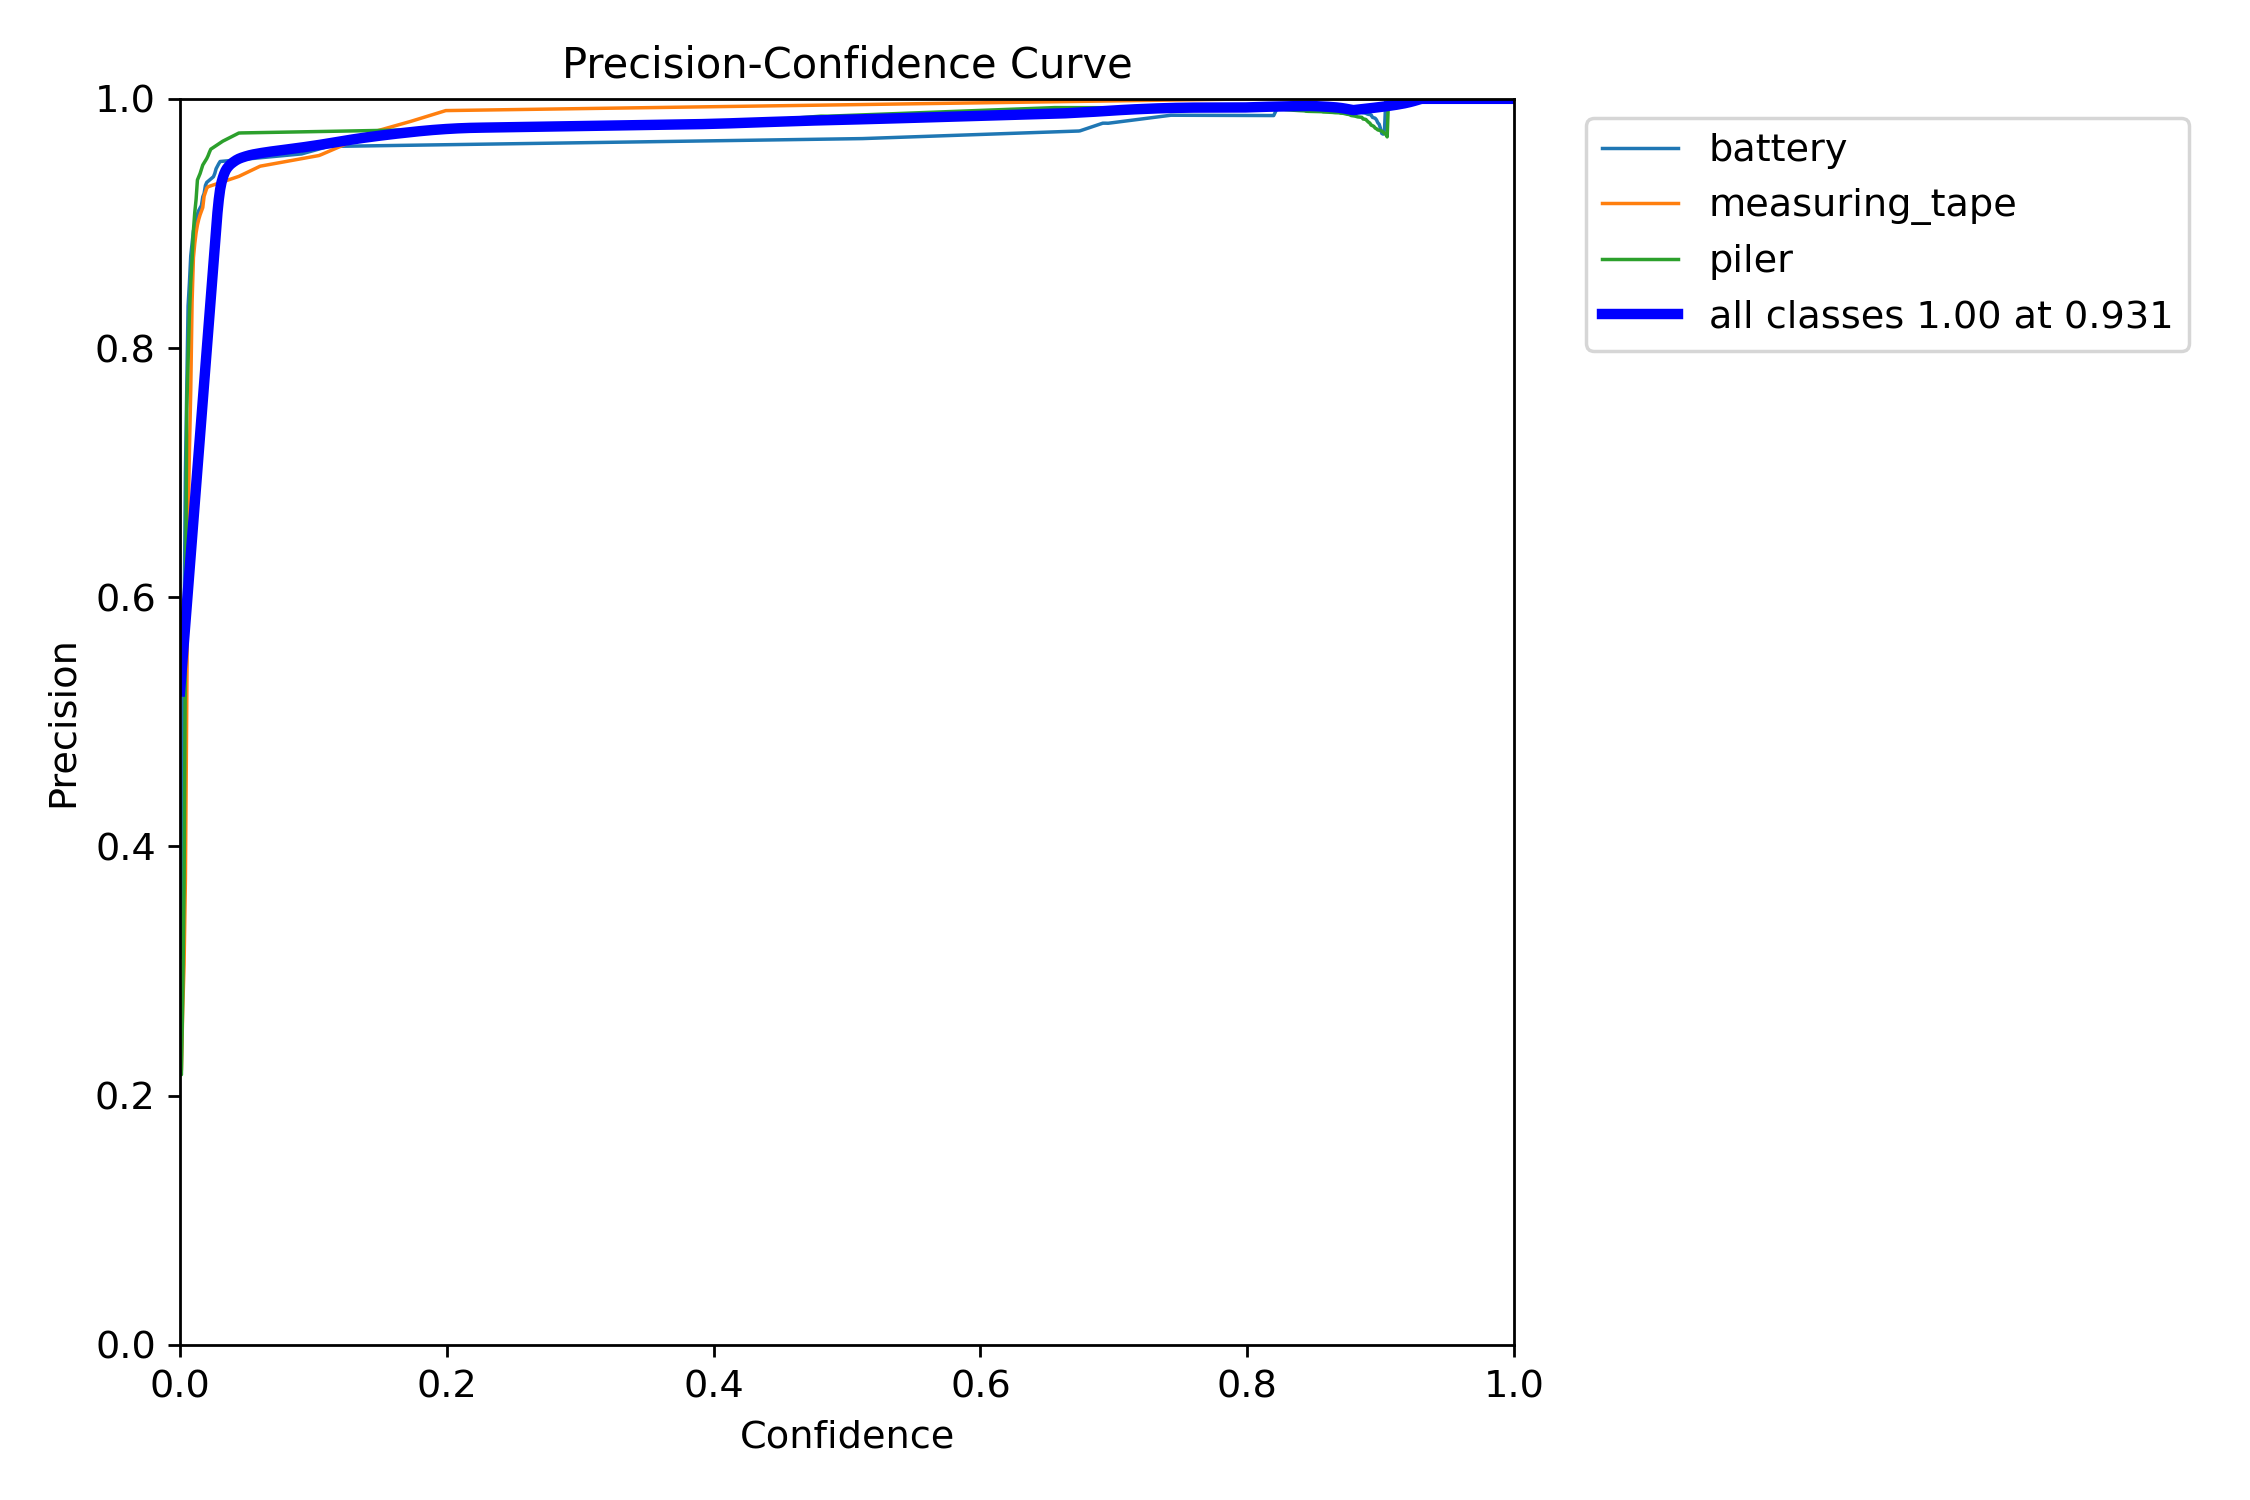 Precision-Confidence Curve
1.0
0.8
0.6
0.4
0.2
0.0
Precision
0.0 0.2 0.4 0.6 0.8 1.0
Confidence
battery
measuring_tape
piler
all classes 1.00 at 0.931